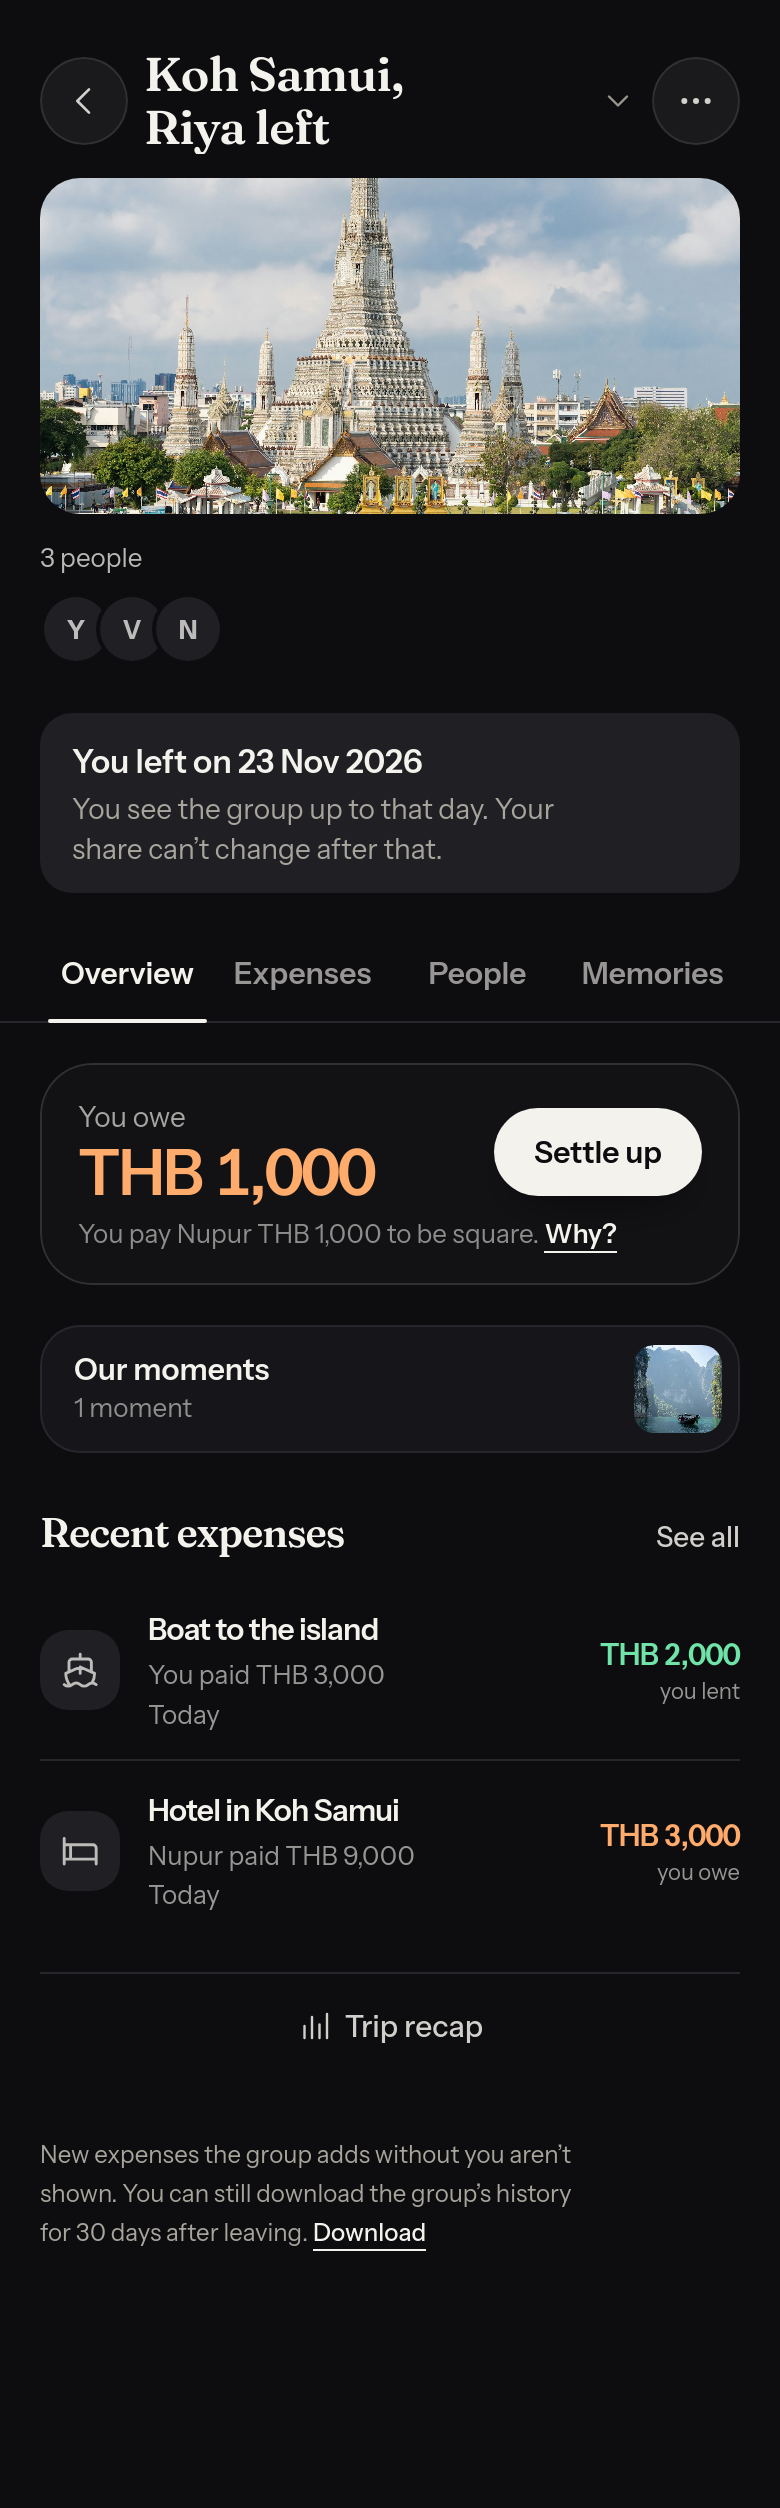 Koh Samui,
Riya left
3 people
Y V N
You left on 23 Nov 2026
You see the group up to that day. Your
share can’t change after that.
Overview Expenses People Memories
You owe
THB 1,000
Settle up
You pay Nupur THB 1,000 to be square. Why?
Our moments
1 moment
Recent expenses See all
Boat to the island
You paid THB 3,000
Today
THB 2,000
you lent
Hotel in Koh Samui
Nupur paid THB 9,000
Today
THB 3,000
you owe
Trip recap
New expenses the group adds without you aren’t
shown. You can still download the group’s history
for 30 days after leaving. Download